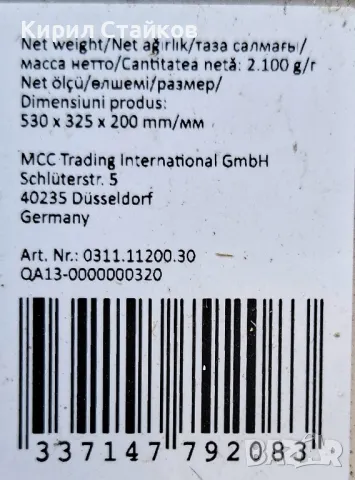 Кирил Стайков
Net weight/Net ağırlık/таза салмағы/
масса нетто/Cantitatea netă: 2.100 g/г
Net ölçü/өлшемі/размер/
Dimensiuni produs:
530 x 325 x 200 mm/мм
MCC Trading International GmbH
Schlüterstr. 5
40235 Düsseldorf
Germany
Art. Nr.: 0311.11200.30
QA13-0000000320
337147 792083
BAZAR